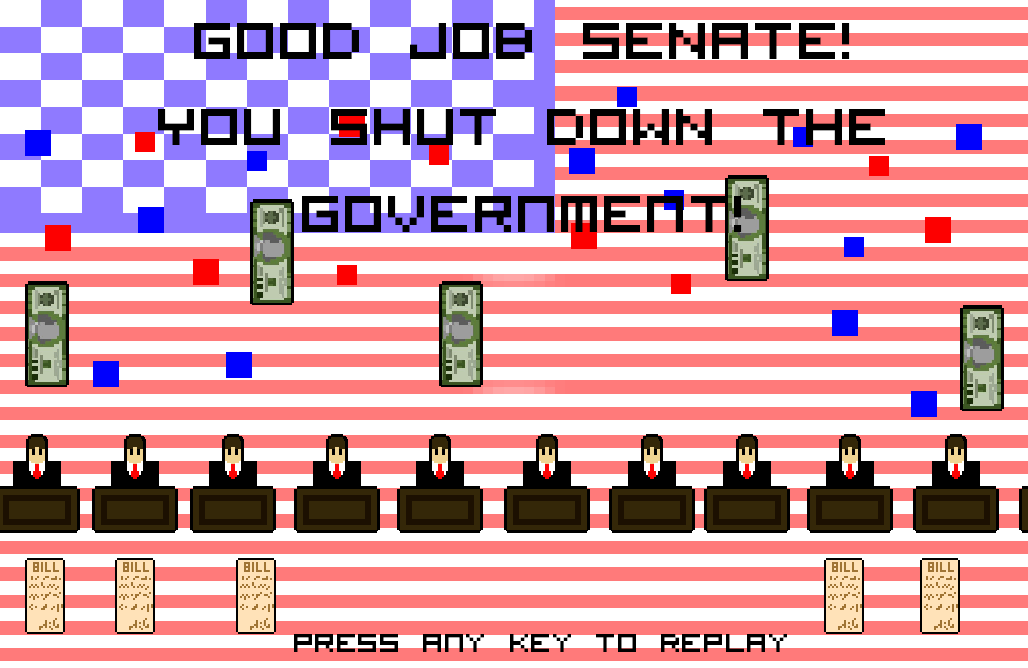 GOOD JOB SENATE!
YOU SHUT DOWN THE
GOVERNMENT!
BILL BILL BILL BILL BILL
PRESS ANY KEY TO REPLAY